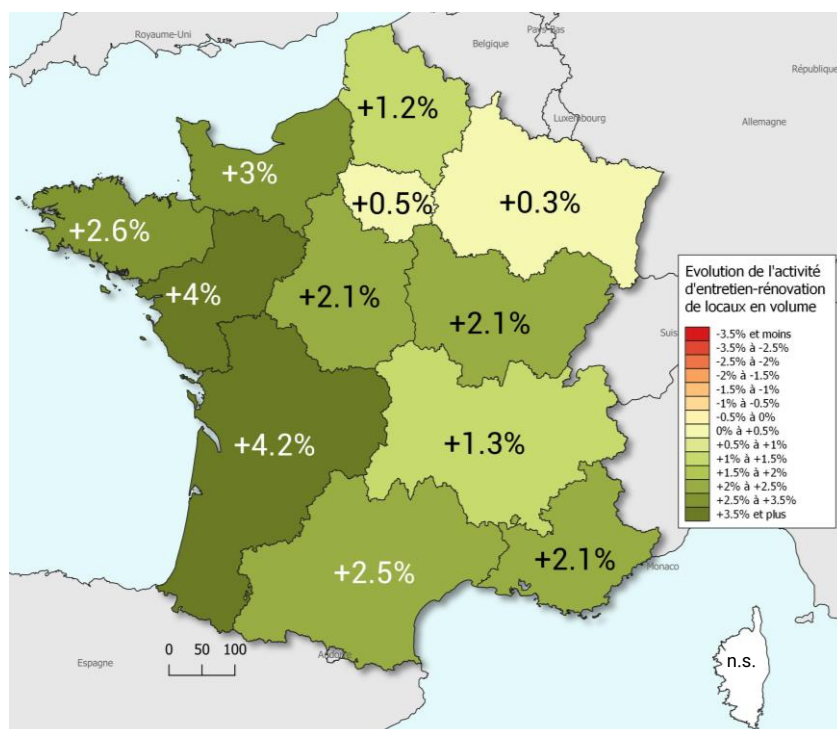 Royaume-Uni
Pays-Bas
Belgique
République
Luxembourg
Allemagne
+1.2%
+3%
+0.5%
+0.3%
+2.6%
+4%
+2.1%
+2.1%
Suis
+4.2%
+1.3%
+2.5%
+2.1%
Monaco
Espagne
Andorre
0 50 100
n.s.
Evolution de l'activité
d'entretien-rénovation
de locaux en volume
-3.5% et moins
-3.5% à -2.5%
-2.5% à -2%
-2% à -1.5%
-1.5% à -1%
-1% à -0.5%
-0.5% à 0%
0% à +0.5%
+0.5% à +1%
+1% à +1.5%
+1.5% à +2%
+2% à +2.5%
+2.5% à +3.5%
+3.5% et plus